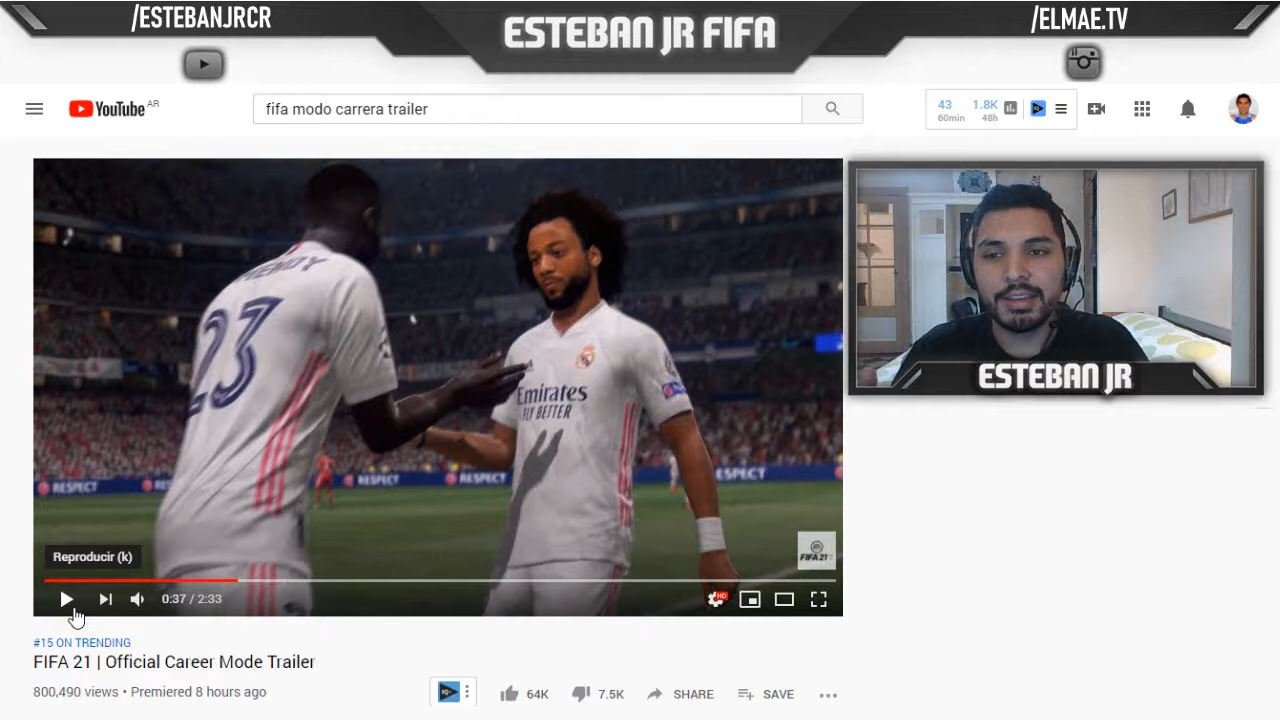 /ESTEBANJRCR
ESTEBAN JR FIFA
/ELMAE.TV
YouTube AR
fifa modo carrera trailer
43 60min
1.8K 48h
MENDY
23
Emirates
FLY BETTER
RESPECT
RESPECT
RESPECT
ESPECT
FIFA 21
Reproducir (k)
0:37 / 2:33
HD
ESTEBAN JR
#15 ON TRENDING
FIFA 21 | Official Career Mode Trailer
800,490 views • Premiered 8 hours ago
64K
7.5K
SHARE
SAVE